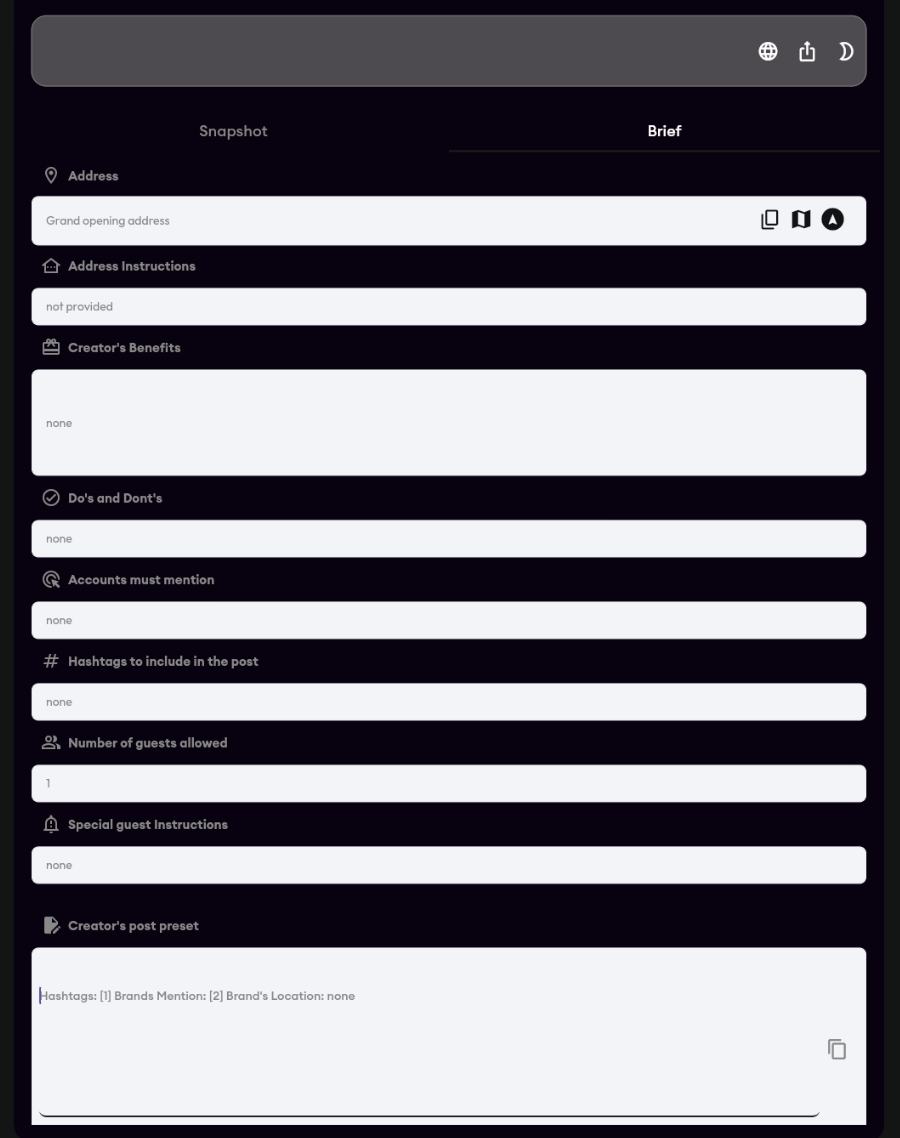 Snapshot
Brief
Address
Grand opening address
Address Instructions
not provided
Creator's Benefits
none
Do's and Dont's
none
Accounts must mention
none
Hashtags to include in the post
none
Number of guests allowed
1
Special guest Instructions
none
Creator's post preset
Hashtags: [1] Brands Mention: [2] Brand's Location: none